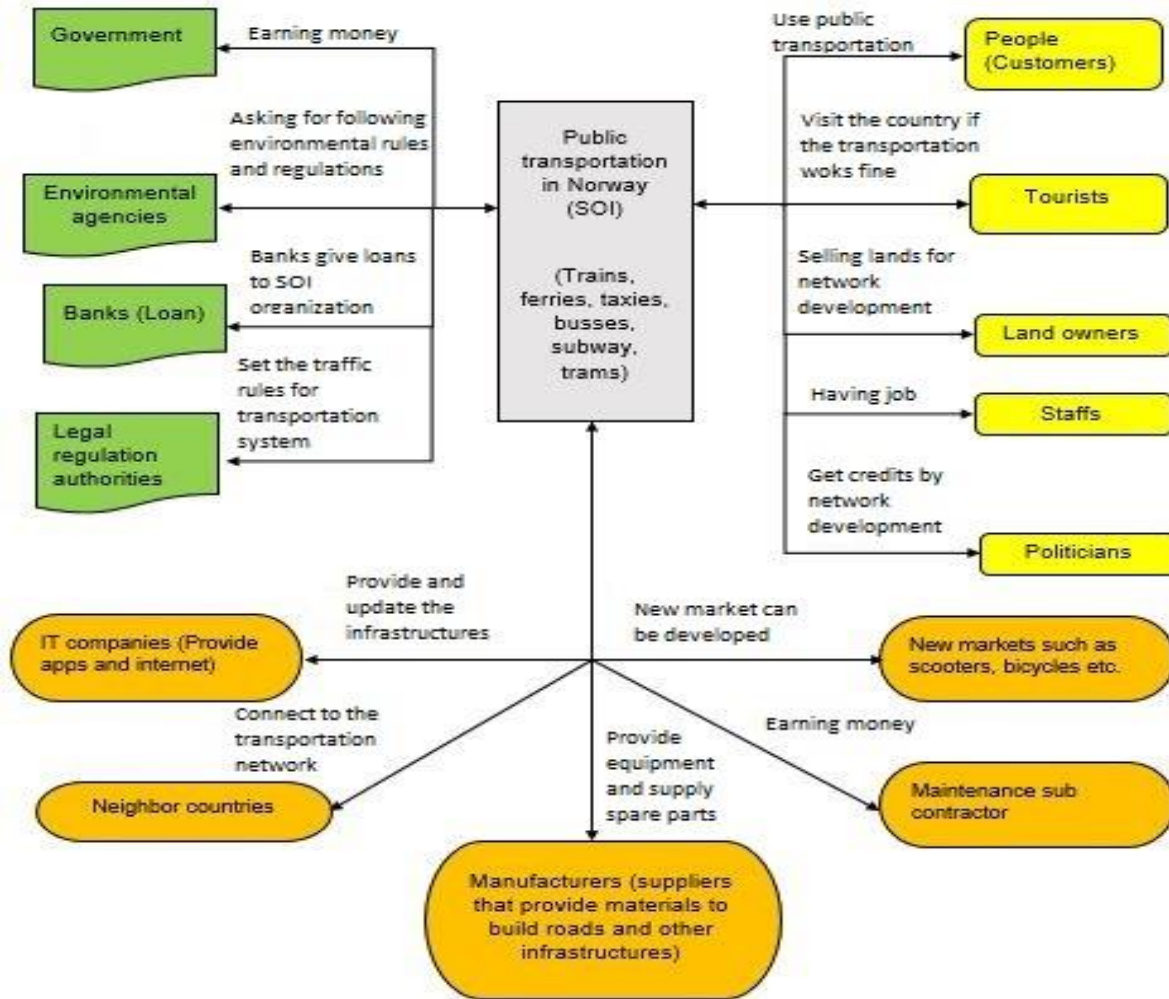 Government
Earning money
Asking for following
environmental rules
and regulations
Environmental
agencies
Banks give loans
to SOI
organization
Banks (Loan)
Set the traffic
rules for
transportation
system
Legal
regulation
authorities
Public
transportation
in Norway
(SOI)
(Trains,
ferries, taxies,
busses,
subway,
trams)
Use public
transportation
People
(Customers)
Visit the country if
the transportation
woks fine
Tourists
Selling lands for
network
development
Land owners
Having job
Staffs
Get credits by
network
development
Politicians
Provide and
update the
infrastructures
IT companies (Provide
apps and internet)
New market can
be developed
New markets such as
scooters, bicycles etc.
Connect to the
transportation
network
Neighbor countries
Provide
equipment
and supply
spare parts
Earning money
Maintenance sub
contractor
Manufacturers (suppliers
that provide materials to
build roads and other
infrastructures)